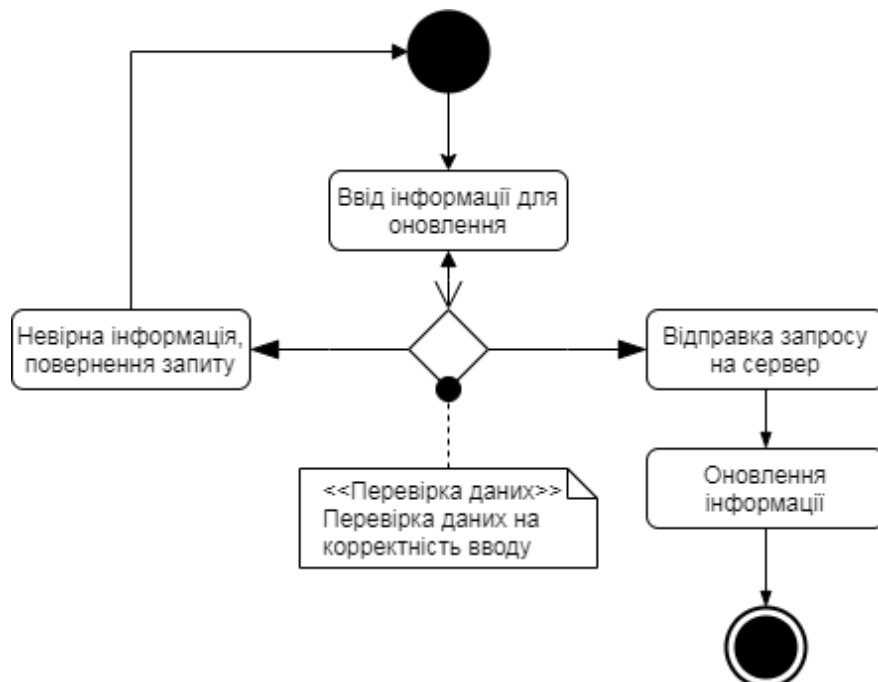 Ввід інформації для
оновлення
Невірна інформація,
повернення запиту
Відправка запросу
на сервер
<<Перевірка даних>>
Перевірка даних на
корректність вводу
Оновлення
інформації